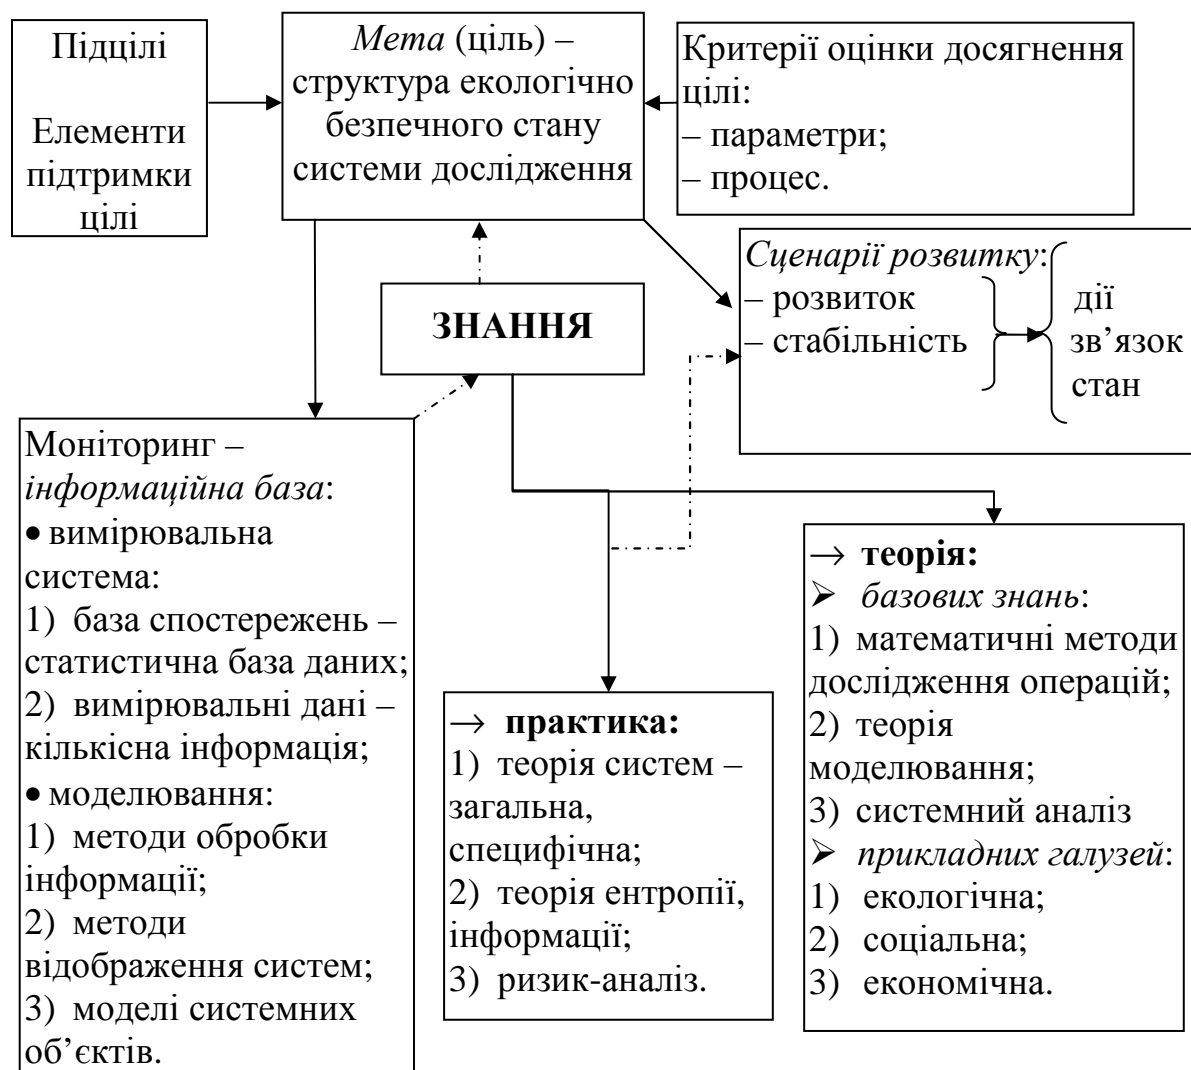 Підцілі
Елементи
підтримки
цілі
Мета (ціль) –
структура екологічно
безпечного стану
системи дослідження
Критерії оцінки досягнення
цілі:
– параметри;
– процес.
Сценарії розвитку:
– розвиток
– стабільність
дії
зв’язок
стан
ЗНАННЯ
Моніторинг –
інформаційна база:
• вимірювальна
система:
1) база спостережень –
статистична база даних;
2) вимірювальні дані –
кількісна інформація;
• моделювання:
1) методи обробки
інформації;
2) методи
відображення систем;
3) моделі системних
об’єктів.
→ практика:
1) теорія систем –
загальна,
специфічна;
2) теорія ентропії,
інформації;
3) ризик-аналіз.
→ теорія:
➢ базових знань:
1) математичні методи
дослідження операцій;
2) теорія
моделювання;
3) системний аналіз
➢ прикладних галузей:
1) екологічна;
2) соціальна;
3) економічна.